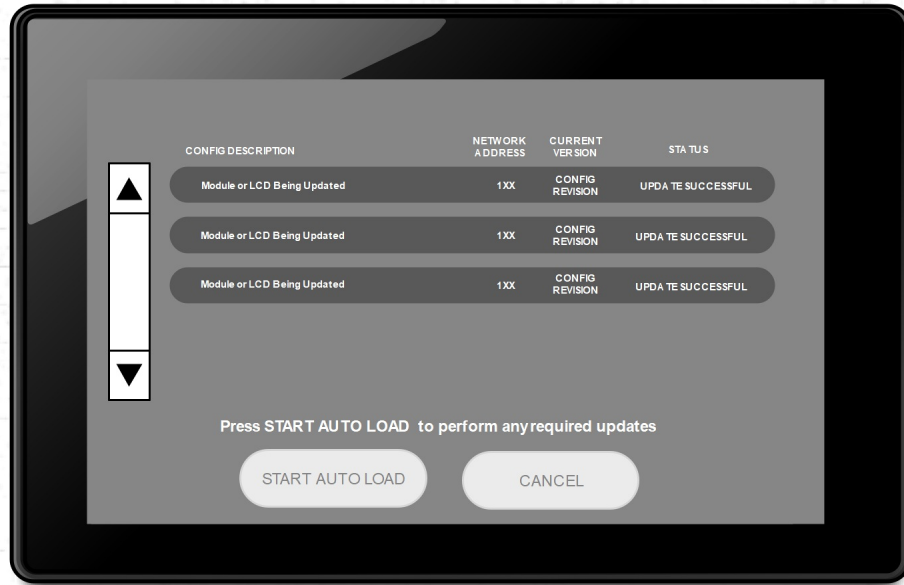 CONFIG DESCRIPTION
NETWORK ADDRESS
CURRENT VERSION
STATUS
Module or LCD Being Updated
1XX
CONFIG REVISION
UPDATE SUCCESSFUL
Module or LCD Being Updated
1XX
CONFIG REVISION
UPDATE SUCCESSFUL
Module or LCD Being Updated
1XX
CONFIG REVISION
UPDATE SUCCESSFUL
Press START AUTO LOAD to perform any required updates
START AUTO LOAD
CANCEL